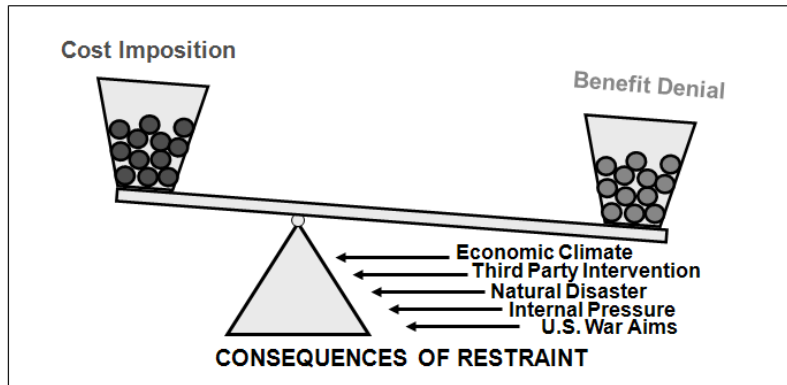 Cost Imposition
Benefit Denial
Economic Climate
Third Party Intervention
Natural Disaster
Internal Pressure
U.S. War Aims
CONSEQUENCES OF RESTRAINT